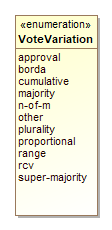 «enumeration»
VoteVariation
approval
borda
cumulative
majority
n-of-m
other
plurality
proportional
range
rcv
super-majority